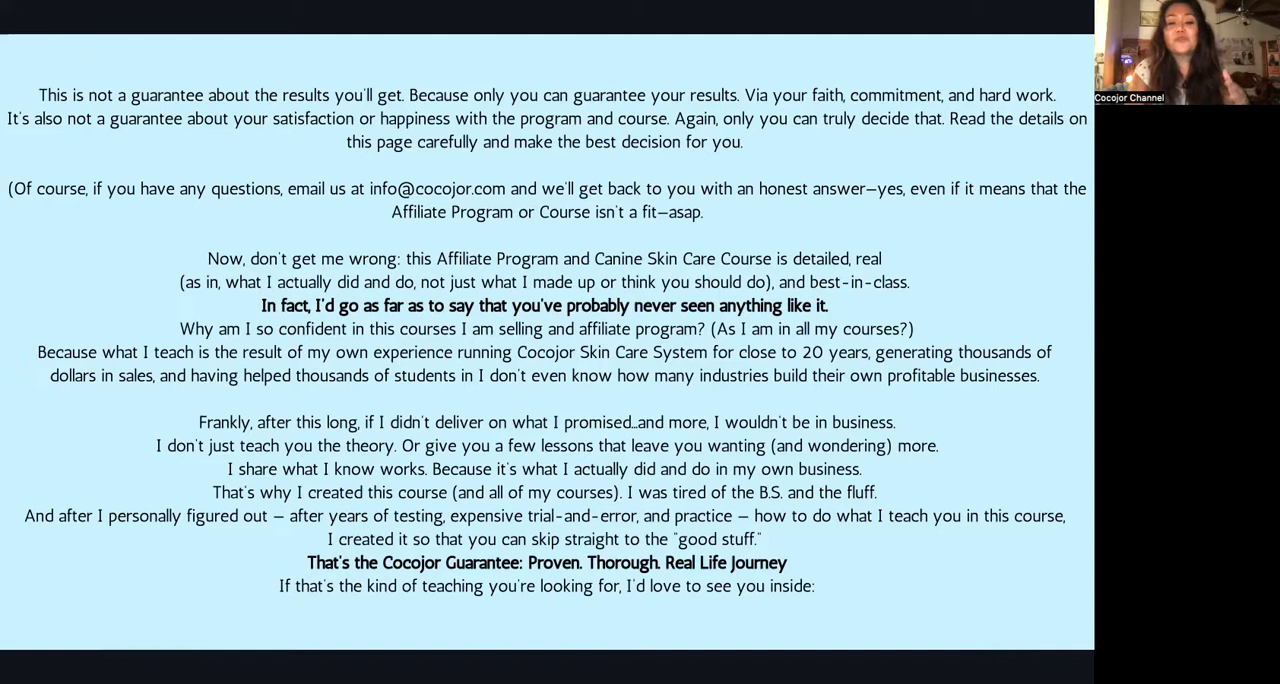 This is not a guarantee about the results you'll get. Because only you can guarantee your results. Via your faith, commitment, and hard work.
It's also not a guarantee about your satisfaction or happiness with the program and course. Again, only you can truly decide that. Read the details on
this page carefully and make the best decision for you.
(Of course, if you have any questions, email us at info@cocojor.com and we'll get back to you with an honest answer—yes, even if it means that the
Affiliate Program or Course isn't a fit—asap.
Now, don't get me wrong: this Affiliate Program and Canine Skin Care Course is detailed, real
(as in, what I actually did and do, not just what I made up or think you should do), and best-in-class.
In fact, I'd go as far as to say that you've probably never seen anything like it.
Why am I so confident in this courses I am selling and affiliate program? (As I am in all my courses?)
Because what I teach is the result of my own experience running Cocojor Skin Care System for close to 20 years, generating thousands of
dollars in sales, and having helped thousands of students in I don't even know how many industries build their own profitable businesses.
Frankly, after this long, if I didn't deliver on what I promised...and more, I wouldn't be in business.
I don't just teach you the theory. Or give you a few lessons that leave you wanting (and wondering) more.
I share what I know works. Because it's what I actually did and do in my own business.
That's why I created this course (and all of my courses). I was tired of the B.S. and the fluff.
And after I personally figured out – after years of testing, expensive trial-and-error, and practice – how to do what I teach you in this course,
I created it so that you can skip straight to the "good stuff."
That's the Cocojor Guarantee: Proven. Thorough. Real Life Journey
If that's the kind of teaching you're looking for, I'd love to see you inside:
Cocojor Channel